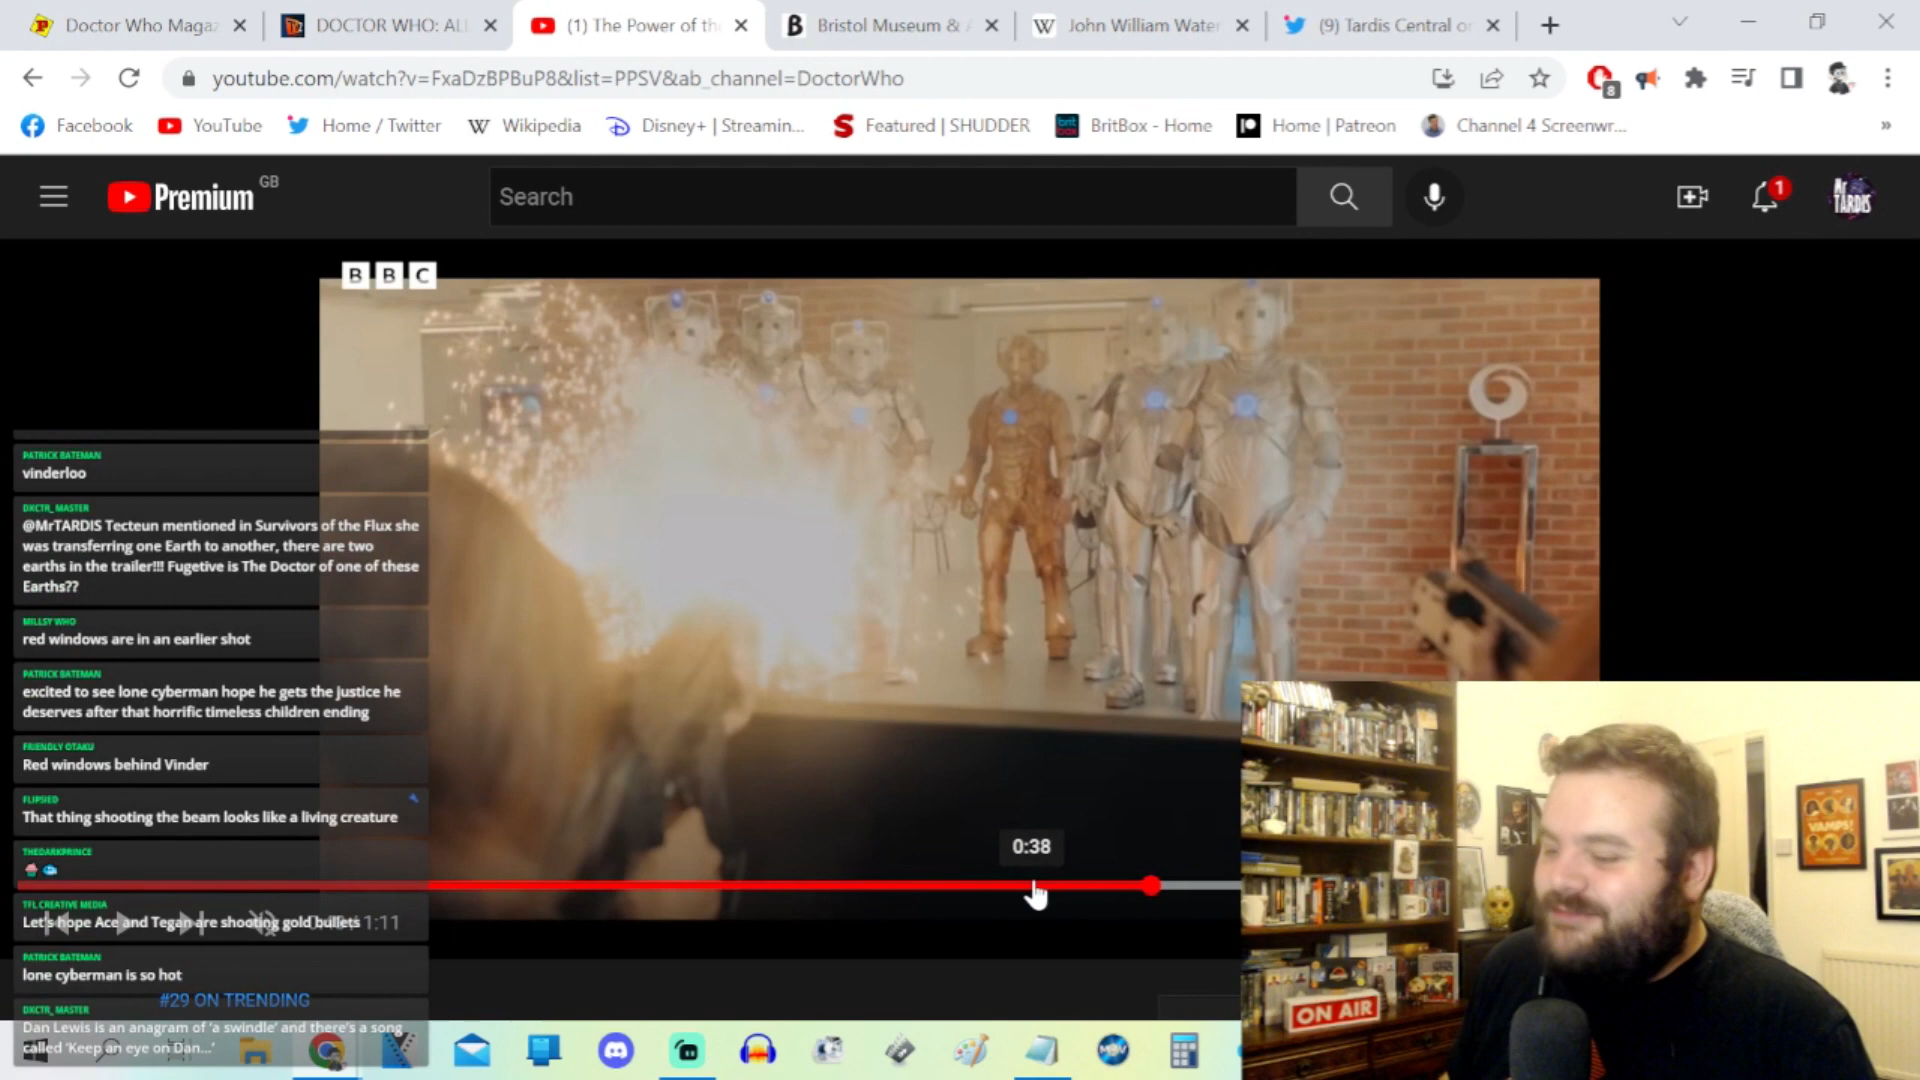 Doctor Who Magaz
DOCTOR WHO: ALL
(1) The Power of th
Bristol Museum & A
John William Water
(9) Tardis Central o
youtube.com/watch?v=FxaDzBPBuP8&list=PPSV&ab_channel=DoctorWho
8
Facebook
YouTube
Home / Twitter
Wikipedia
Disney+ | Streamin...
Featured | SHUDDER
BritBox - Home
Home | Patreon
Channel 4 Screenwr...
»
Premium GB
Search
1
Mr TARDIS
BBC
PATRICK BATEMAN
vinderloo
DXCTR_MASTER
@MrTARDIS Tecteun mentioned in Survivors of the Flux she
was transferring one Earth to another, there are two
earths in the trailer!!! Fugetive is The Doctor of one of these
Earths??
MILLSY WHO
red windows are in an earlier shot
PATRICK BATEMAN
excited to see lone cyberman hope he gets the justice he
deserves after that horrific timeless children ending
FRIENDLY OTAKU
Red windows behind Vinder
FLIPSIED
That thing shooting the beam looks like a living creature
0:38
THEDARKPRINCE
TFL CREATIVE MEDIA
Let's hope Ace and Tegan are shooting gold bullets
1:11
PATRICK BATEMAN
lone cyberman is so hot
#29 ON TRENDING
DXCTR_MASTER
Dan Lewis is an anagram of 'a swindle' and there's a song
called 'Keep an eye on Dan...'
VAMPS!
ON AIR